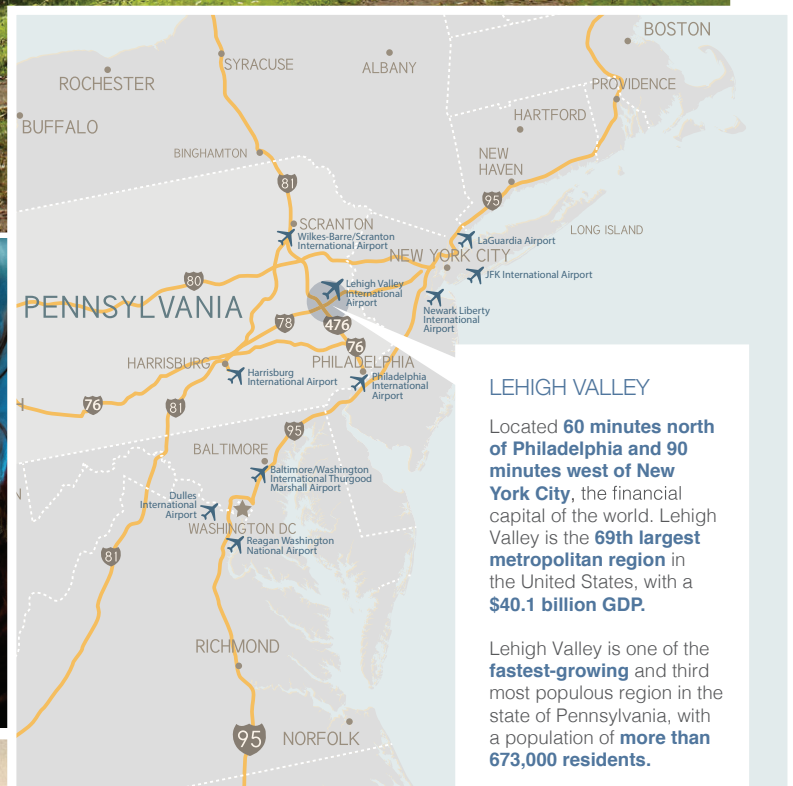 BOSTON
SYRACUSE
ALBANY
ROCHESTER
PROVIDENCE
HARTFORD
BUFFALO
BINGHAMTON
NEW
HAVEN
81
95
SCRANTON
Wilkes-Barre/Scranton
International Airport
LONG ISLAND
LaGuardia Airport
NEW YORK CITY
JFK International Airport
80
Lehigh Valley
International
Airport
PENNSYLVANIA
Newark Liberty
International
Airport
78
476
76
HARRISBURG
PHILADELPHIA
Harrisburg
International Airport
Philadelphia
International
Airport
76
81
95
BALTIMORE
Baltimore/Washington
International Thurgood
Marshall Airport
Dulles
International
Airport
WASHINGTON DC
Reagan Washington
National Airport
81
RICHMOND
95
NORFOLK
LEHIGH VALLEY
Located 60 minutes north
of Philadelphia and 90
minutes west of New
York City, the financial
capital of the world. Lehigh
Valley is the 69th largest
metropolitan region in
the United States, with a
$40.1 billion GDP.
Lehigh Valley is one of the
fastest-growing and third
most populous region in the
state of Pennsylvania, with
a population of more than
673,000 residents.